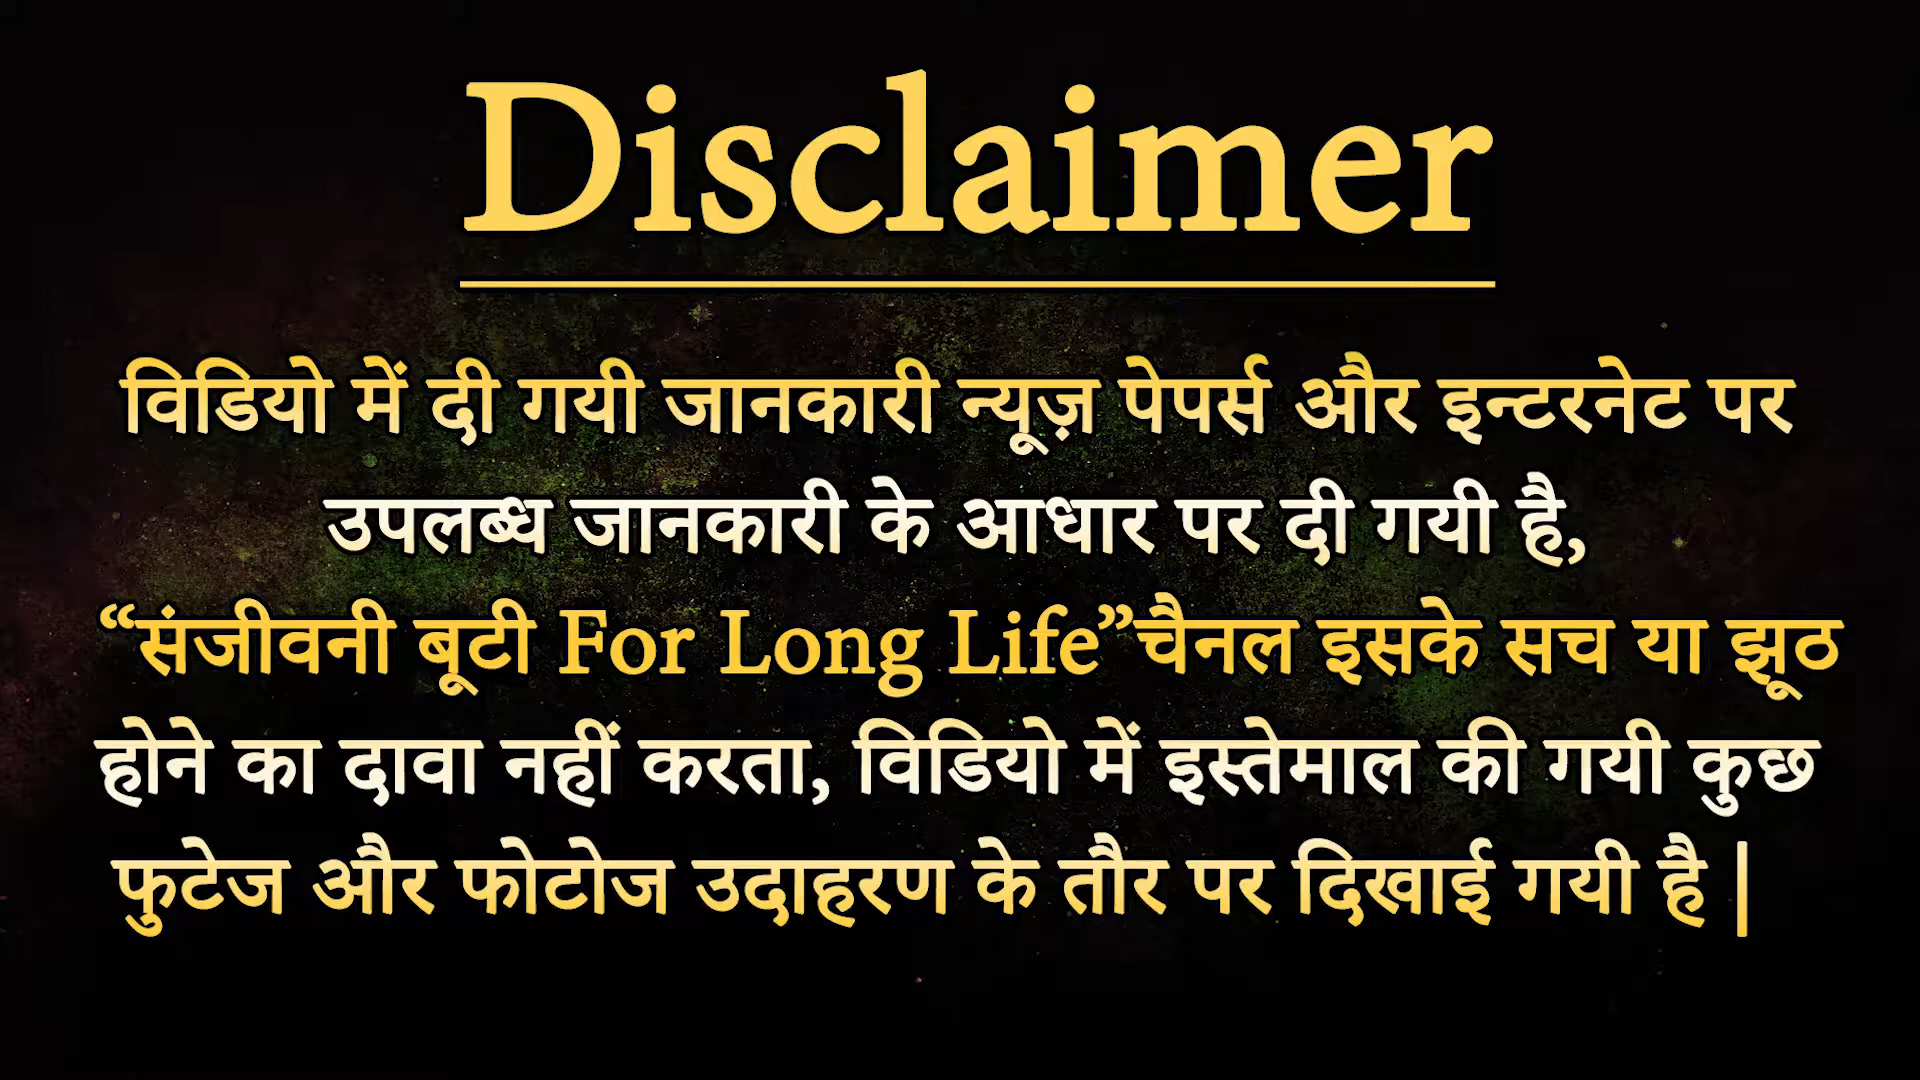 Disclaimer
विडियो में दी गयी जानकारी न्यूज़ पेपर्स और इन्टरनेट पर
उपलब्ध जानकारी के आधार पर दी गयी है,
“संजीवनी बूटी For Long Life”चैनल इसके सच या झूठ
होने का दावा नहीं करता, विडियो में इस्तेमाल की गयी कुछ
फुटेज और फोटोज उदाहरण के तौर पर दिखाई गयी है |